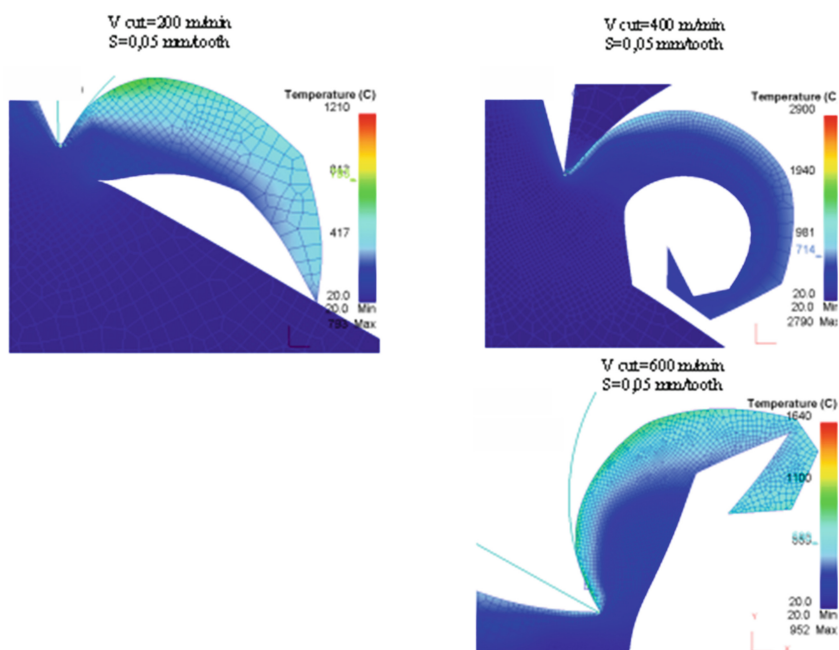 V cut=200 m/min
S=0,05 mm/tooth
Temperature (C)
1210
417
20.0
20.0 Min
Max
V cut=400 m/min
S=0,05 mm/tooth
Temperature (C
2900
1940
981
714
20.0
20.0 Min
2790 Max
V cut=600 m/min
S=0,05 mm/tooth
Temperature (C)
1640
1100
20.0
20.0 Min
952 Max